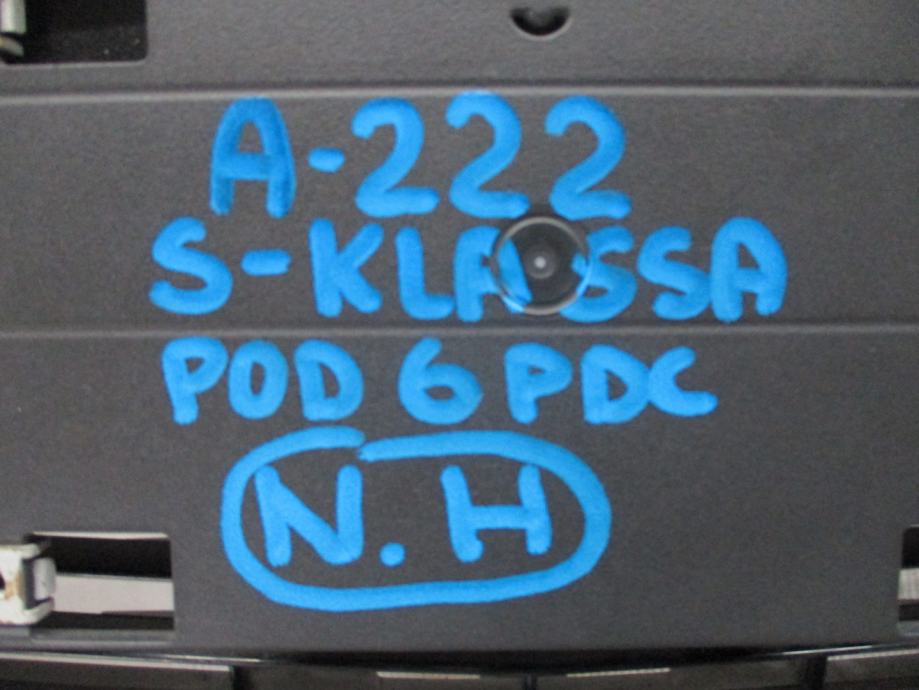 A-222
S-KLASSA
POD 6 PDC
N.H